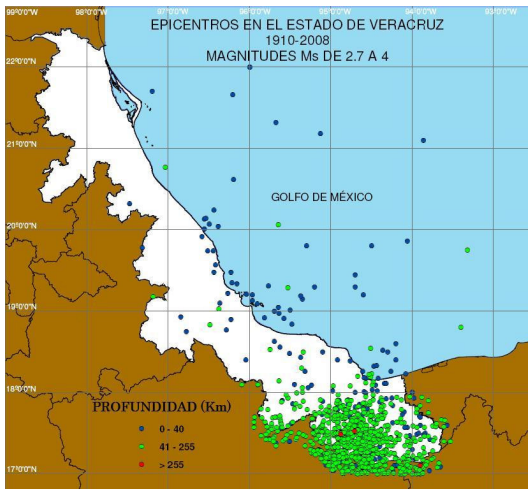 EPICENTROS EN EL ESTADO DE VERACRUZ
1910-2008
MAGNITUDES Ms DE 2.7 A 4
99°0'0"W
98°0'0"W
97°0'0"W
96°0'0"W
95°0'0"W
94°0'0"W
93°0'0"W
22°0'0"N
21°0'0"N
20°0'0"N
19°0'0"N
18°0'0"N
17°0'0"N
GOLFO DE MÉXICO
PROFUNDIDAD (Km)
0 - 40
41 - 255
> 255